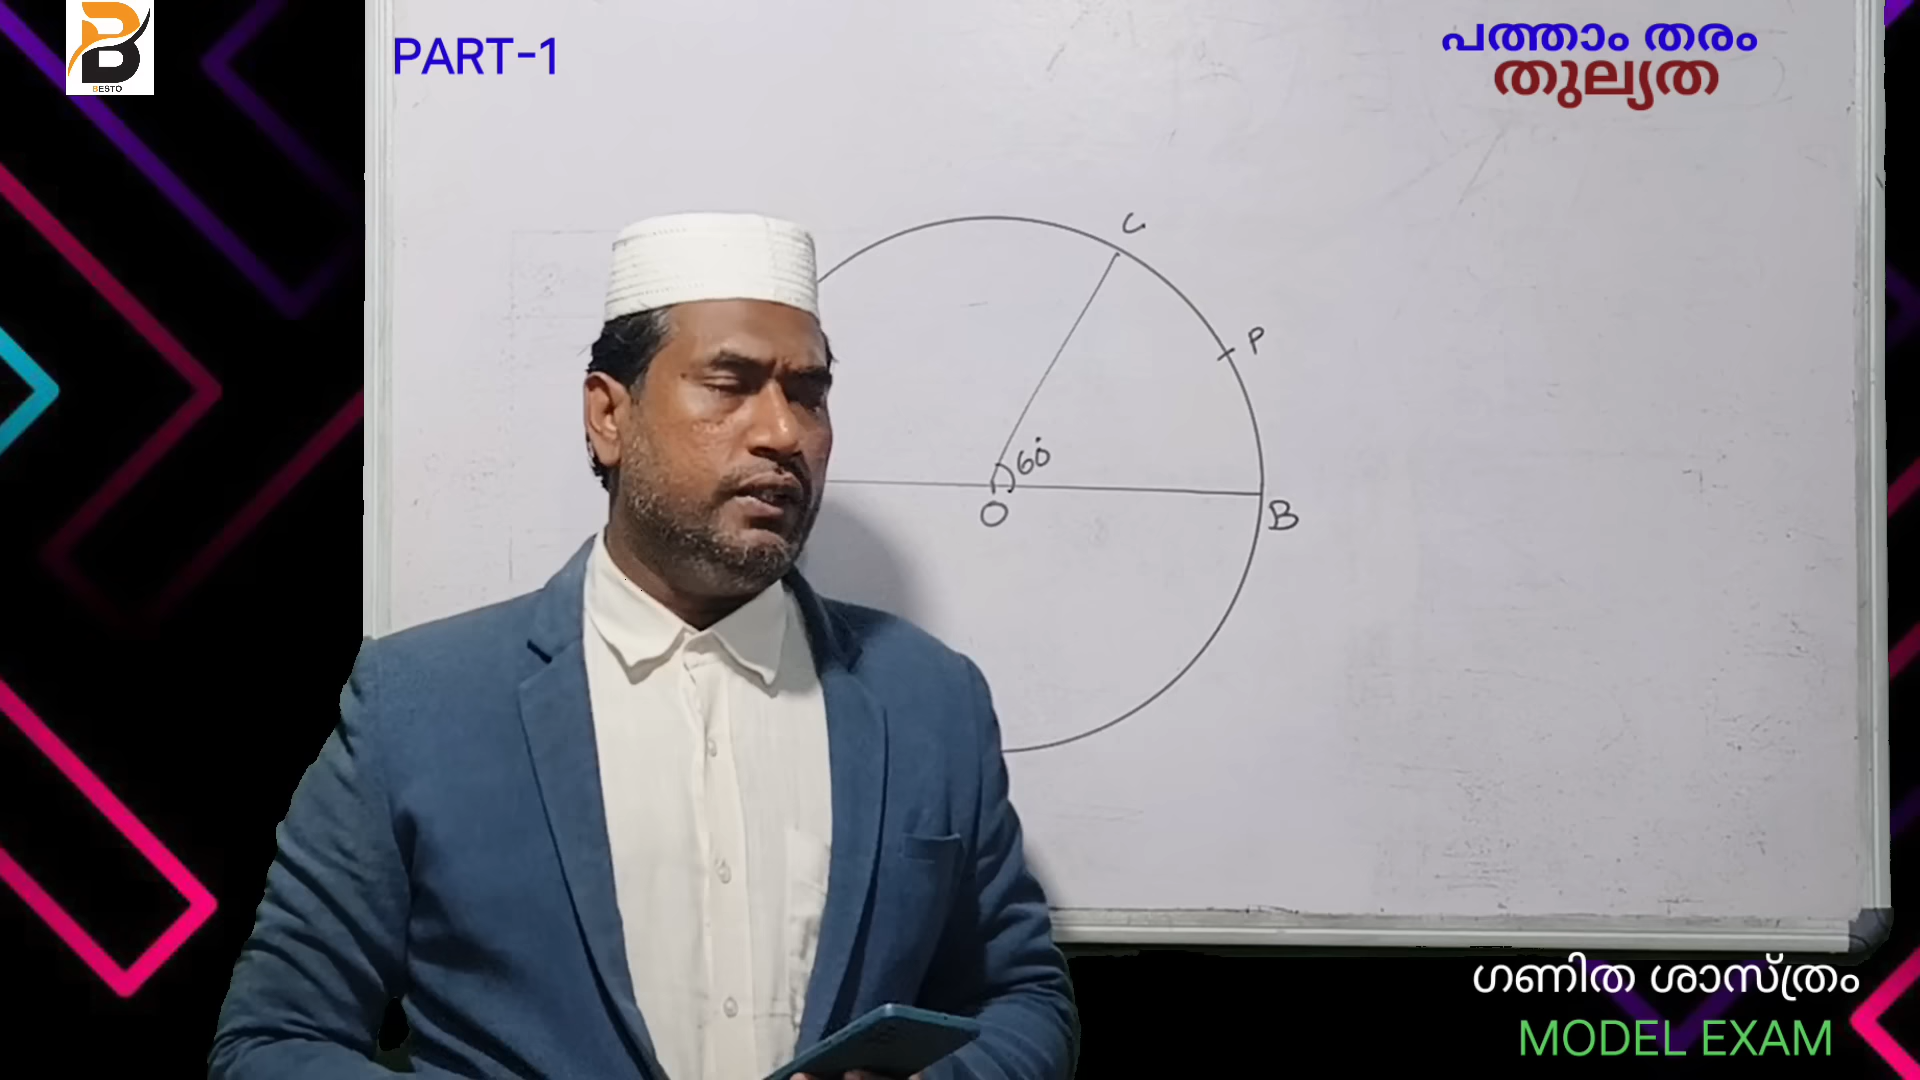 BESTO
PART-1
പത്താം തരം
തുല്യത
C
P
60°
O
B
ഗണിത ശാസ്ത്രം
MODEL EXAM